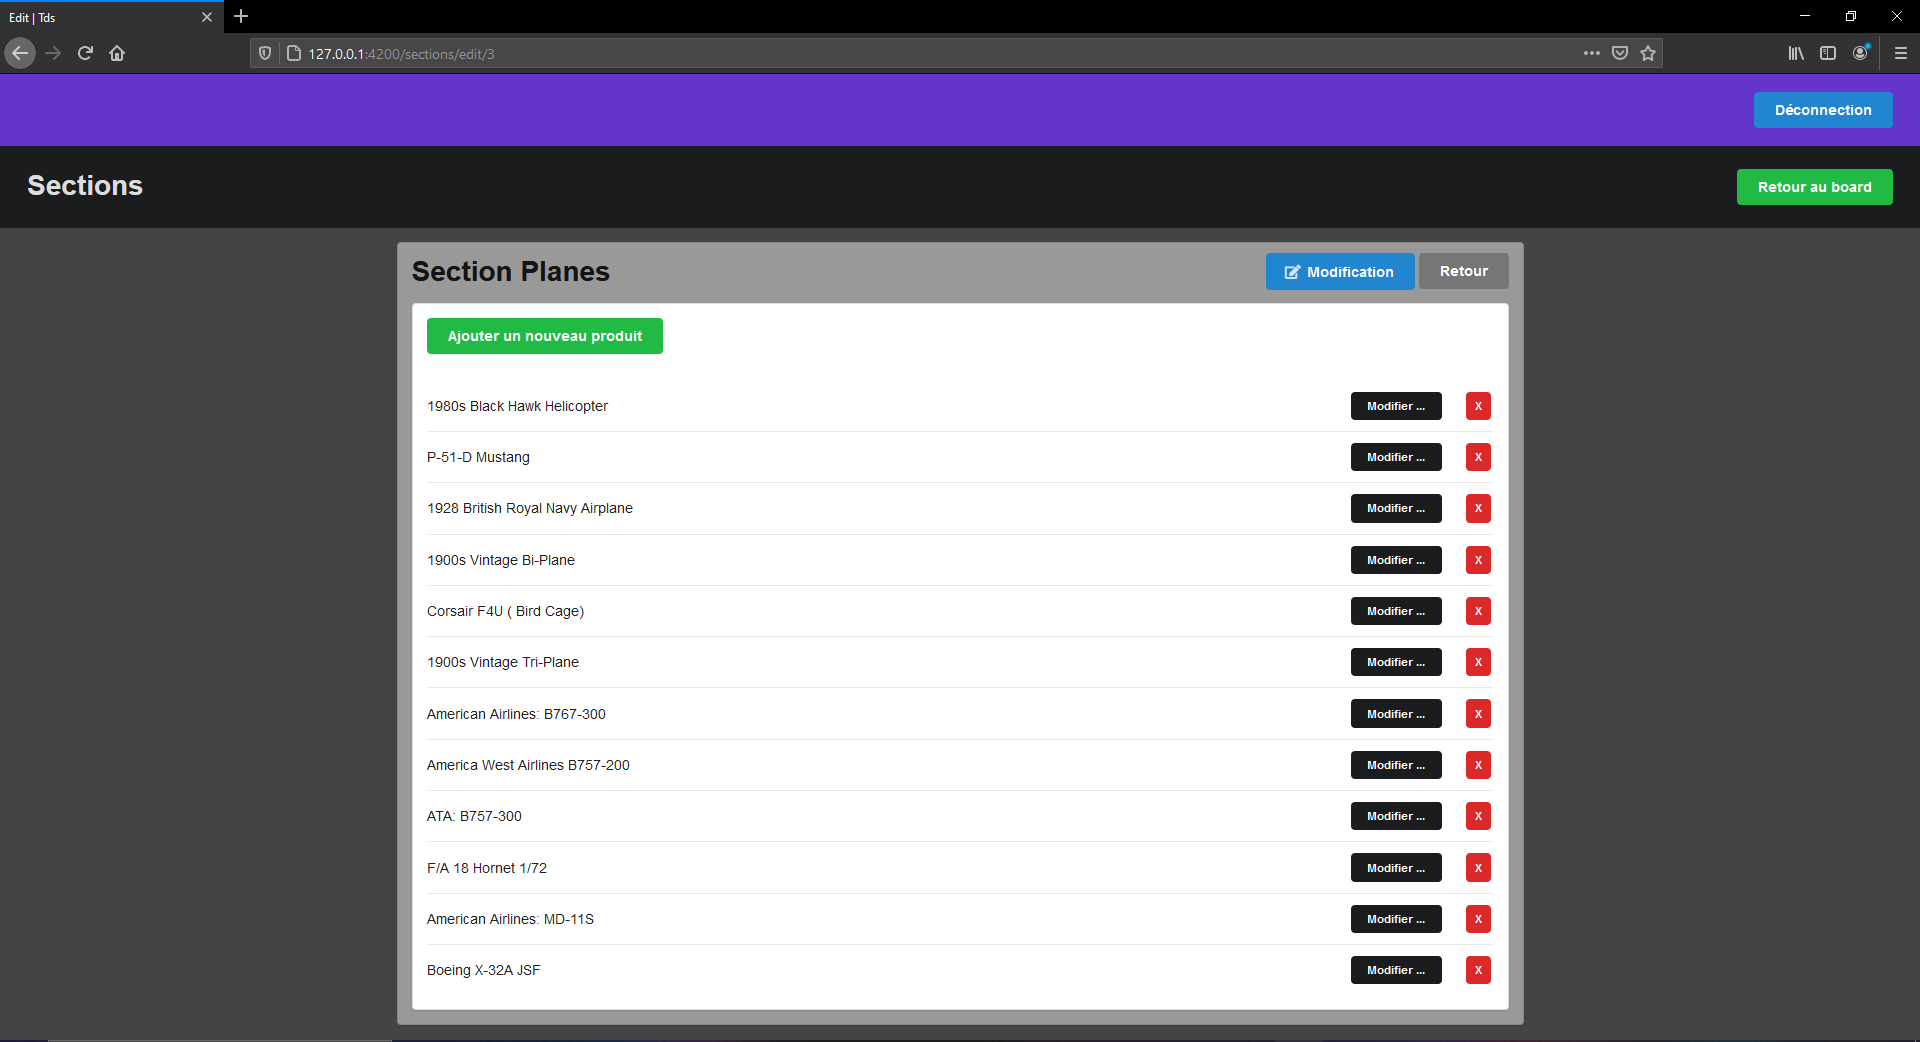 Edit | Tds
127.0.0.1:4200/sections/edit/3
Déconnection
Sections
Retour au board
Section Planes
Modification
Retour
Ajouter un nouveau produit
1980s Black Hawk Helicopter Modifier ... X
P-51-D Mustang Modifier ... X
1928 British Royal Navy Airplane Modifier ... X
1900s Vintage Bi-Plane Modifier ... X
Corsair F4U ( Bird Cage) Modifier ... X
1900s Vintage Tri-Plane Modifier ... X
American Airlines: B767-300 Modifier ... X
America West Airlines B757-200 Modifier ... X
ATA: B757-300 Modifier ... X
F/A 18 Hornet 1/72 Modifier ... X
American Airlines: MD-11S Modifier ... X
Boeing X-32A JSF Modifier ... X